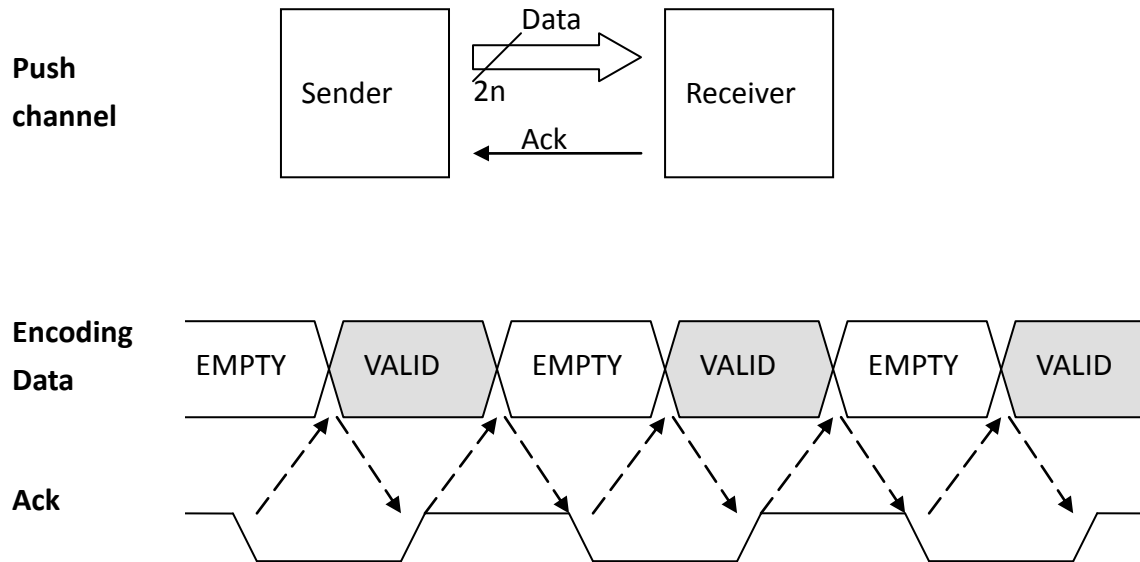 Push
channel
Sender
Data
2n
Ack
Receiver
Encoding
Data
EMPTY
VALID
EMPTY
VALID
EMPTY
VALID
Ack